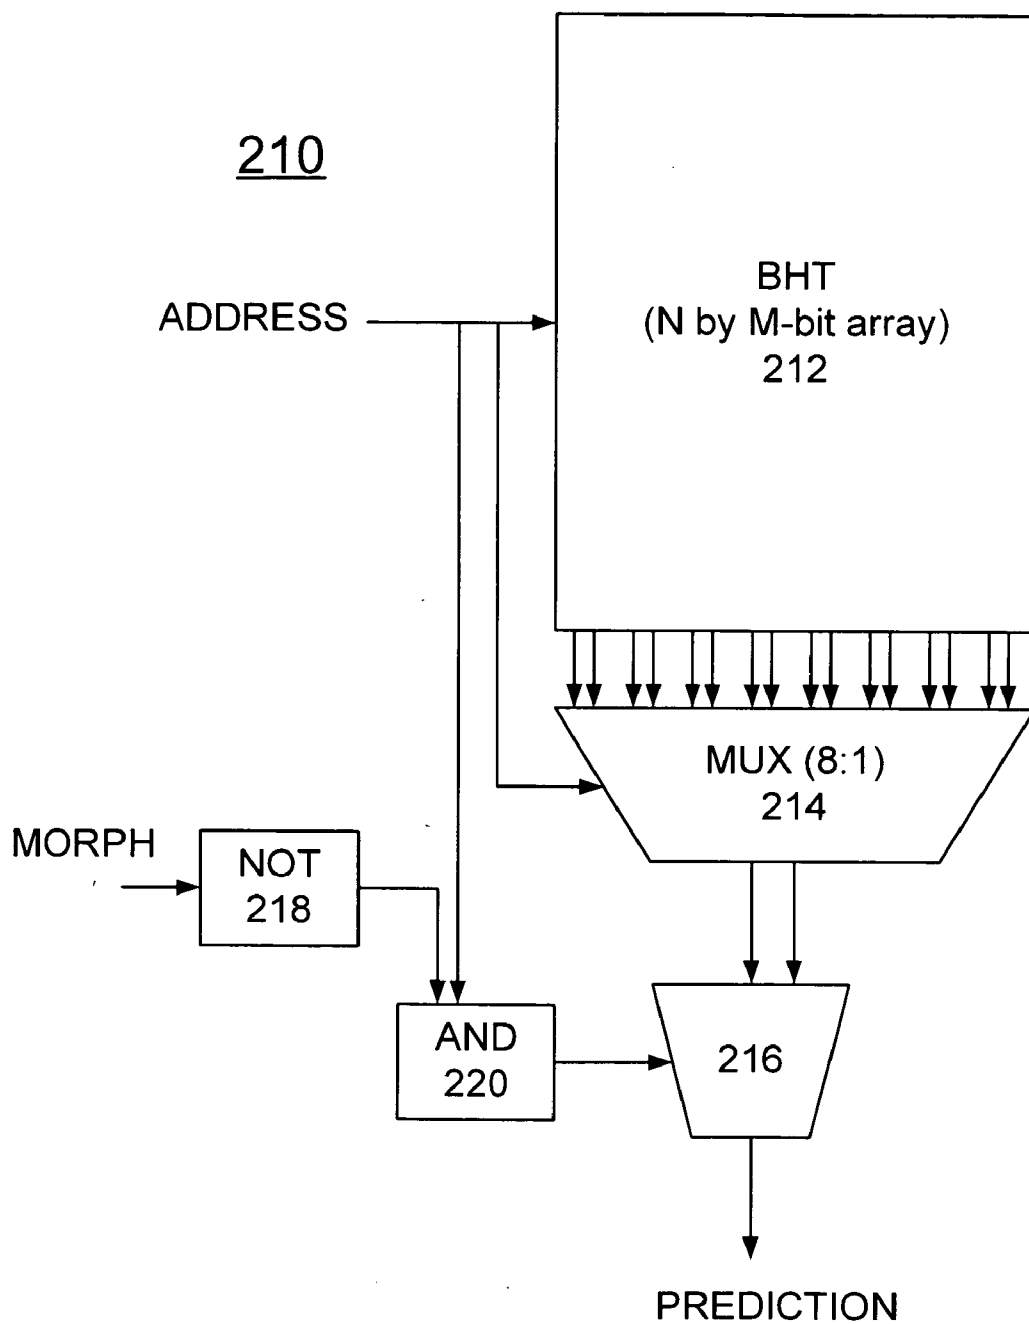 210
BHT
(N by M-bit array)
212
ADDRESS
MUX (8:1)
214
MORPH
NOT
218
AND
220
216
PREDICTION